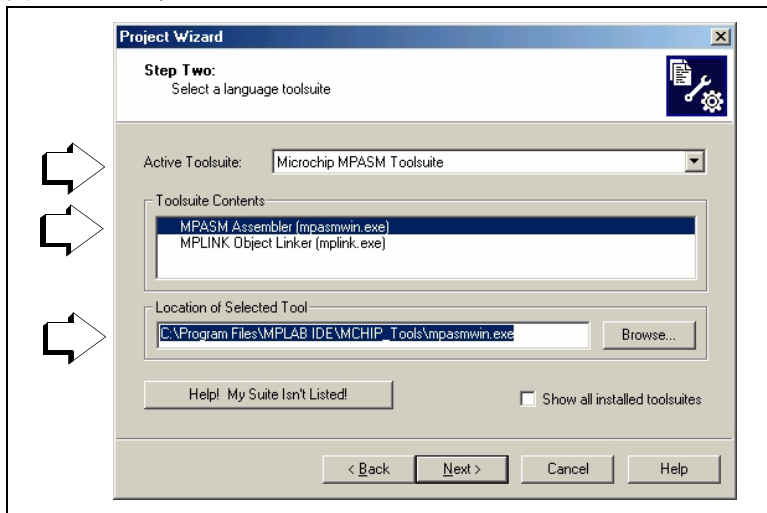 Project Wizard
Step Two:
Select a language toolsuite
Active Toolsuite: Microchip MPASM Toolsuite
Toolsuite Contents
MPASM Assembler (mpasmwin.exe)
MPLINK Object Linker (mplink.exe)
Location of Selected Tool
C:\Program Files\MPLAB IDE\MCHIP_Tools\mpasmwin.exe Browse...
Help! My Suite Isn't Listed! Show all installed toolsuites
< Back Next > Cancel Help